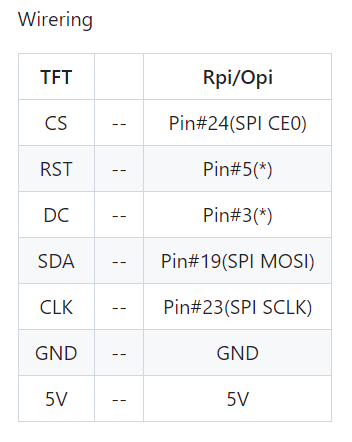 Wirering
TFT Rpi/Opi
CS -- Pin#24(SPI CE0)
RST -- Pin#5(*)
DC -- Pin#3(*)
SDA -- Pin#19(SPI MOSI)
CLK -- Pin#23(SPI SCLK)
GND -- GND
5V -- 5V